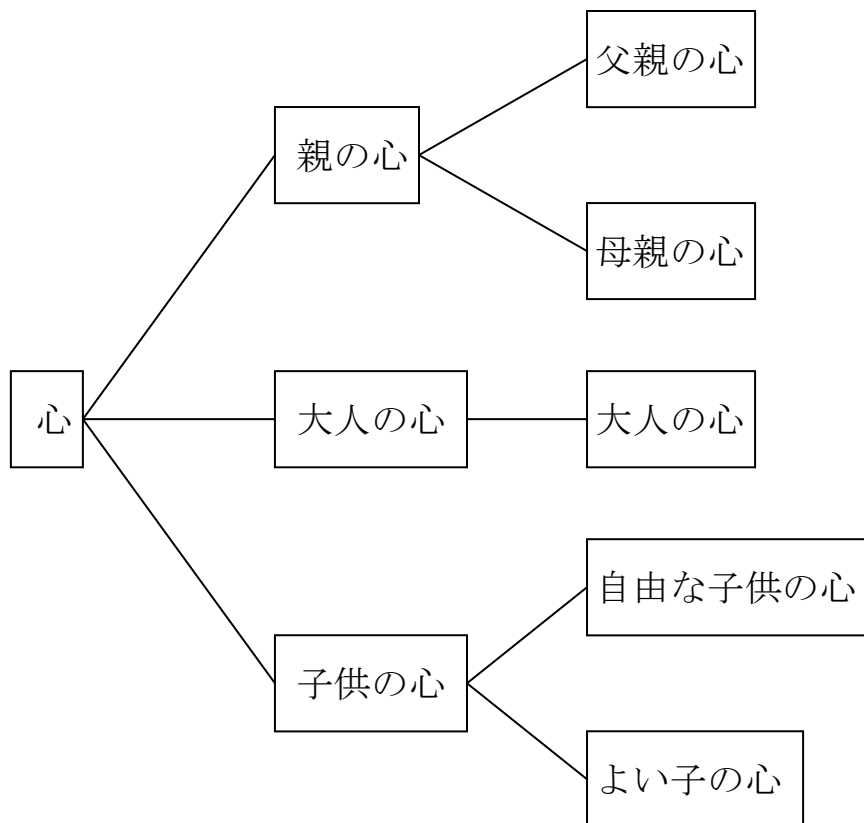 父親の心
親の心
母親の心
心
大人の心
大人の心
自由な子供の心
子供の心
よい子の心